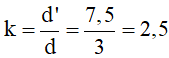 k = d'/d = 7,5/3 = 2,5